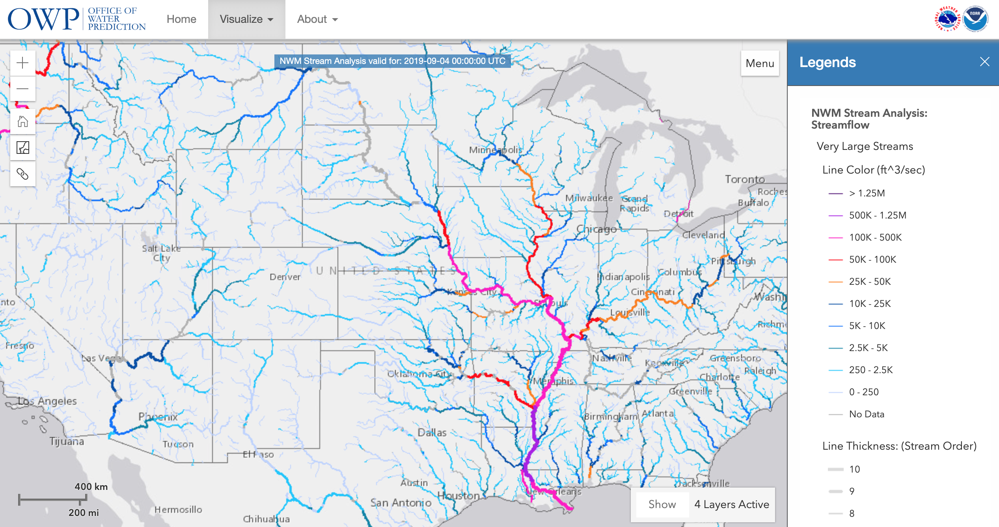 OWP
OFFICE OF
WATER
PREDICTION
Home
Visualize
About
NATIONAL WEATHER SERVICE
NOAA
NWM Stream Analysis valid for: 2019-09-04 00:00:00 UTC
Menu
Legends
NWM Stream Analysis:
Streamflow
Very Large Streams
Line Color (ft^3/sec)
> 1.25M
500K - 1.25M
100K - 500K
50K - 100K
25K - 50K
10K - 25K
5K - 10K
2.5K - 5K
250 - 2.5K
0 - 250
No Data
Line Thickness: (Stream Order)
10
9
8
Minneapolis
Toronto
Roches
Buffalo
Milwaukee
Grand
Rapids
Detroit
Chicago
Cleveland
Salt Lake
City
Pittsburgh
UNITED STATES
Denver
Indianapolis
Columbus
Kansas City
Cincinnati
Washi
nto
St Louis
Louisville
Richm
Fresno
Las Vegas
Nashville
Knoxville
Greensboro
Oklahoma City
Raleigh
Memphis
Charlotte
Greenville
Los Angeles
Phoenix
Birmingham
Atlanta
Dallas
Tijuana
Tucson
El Paso
Austin
Jacksonville
Houston
New Orleans
San Antonio
Hermosillo
Chihuahua
400 km
200 mi
Show
4 Layers Active